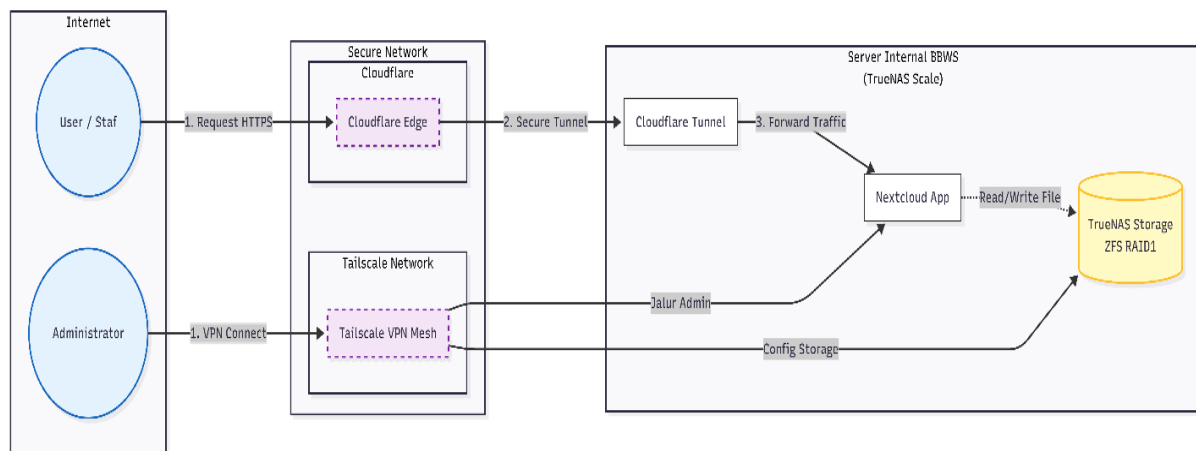 Internet
User / Staf
Administrator
1. Request HTTPS
1. VPN Connect
Secure Network
Cloudflare
Cloudflare Edge
Tailscale Network
Tailscale VPN Mesh
2. Secure Tunnel
Jalur Admin
Config Storage
Server Internal BBWS
(TrueNAS Scale)
Cloudflare Tunnel
3. Forward Traffic
Nextcloud App
Read/Write File
TrueNAS Storage
ZFS RAID1